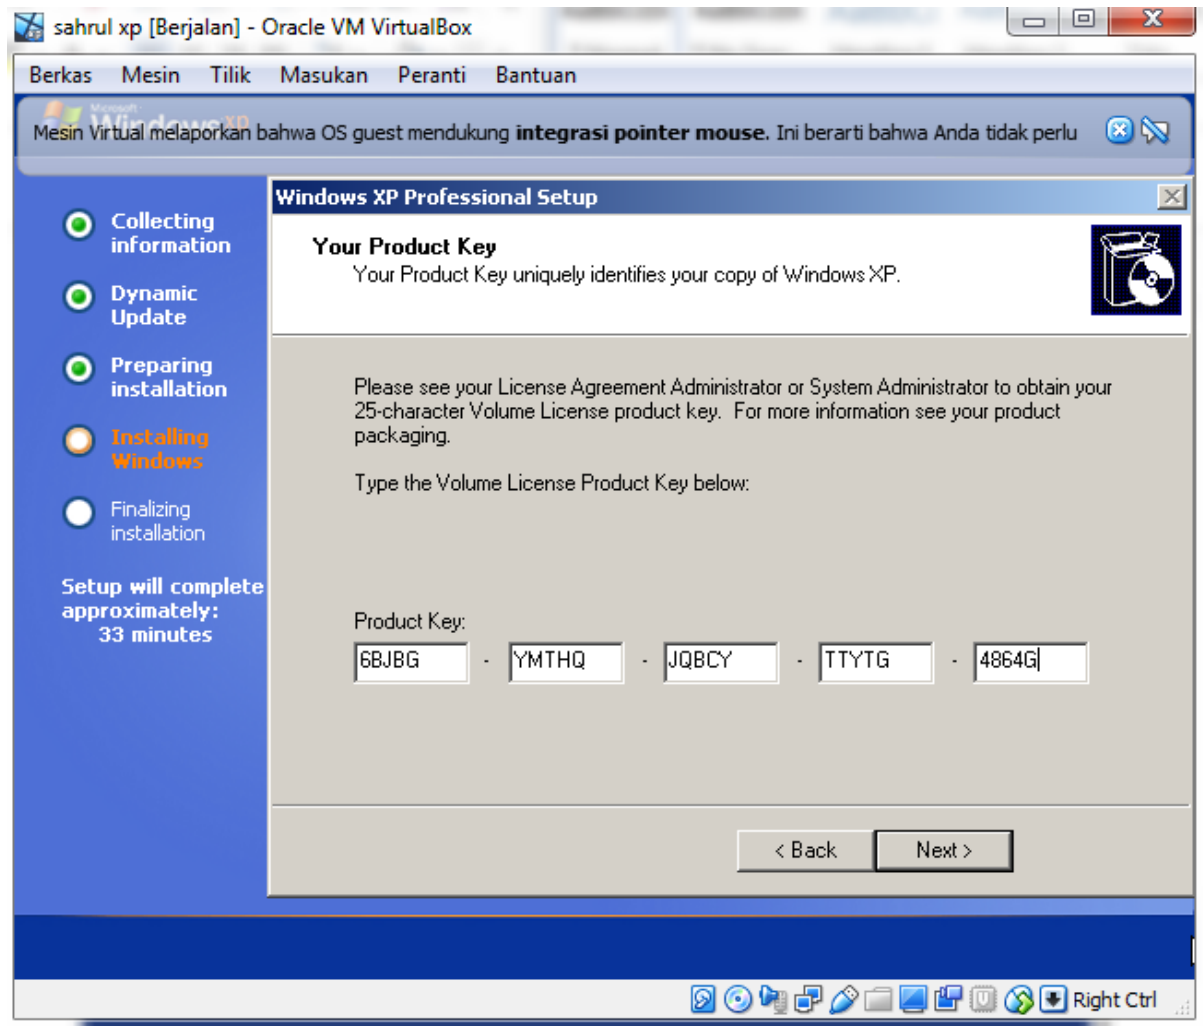 sahrul xp [Berjalan] - Oracle VM VirtualBox
Berkas Mesin Tilik Masukan Peranti Bantuan
Microsoft
Windows xp
Mesin Virtual melaporkan bahwa OS guest mendukung integrasi pointer mouse. Ini berarti bahwa Anda tidak perlu
Collecting
information
Dynamic
Update
Preparing
installation
Installing
Windows
Finalizing
installation
Setup will complete
approximately:
33 minutes
Windows XP Professional Setup
Your Product Key
Your Product Key uniquely identifies your copy of Windows XP.
Please see your License Agreement Administrator or System Administrator to obtain your
25-character Volume License product key. For more information see your product
packaging.
Type the Volume License Product Key below:
Product Key:
6BJBG - YMTHQ - JQBCY - TTYTG - 4864G
< Back Next >
Right Ctrl